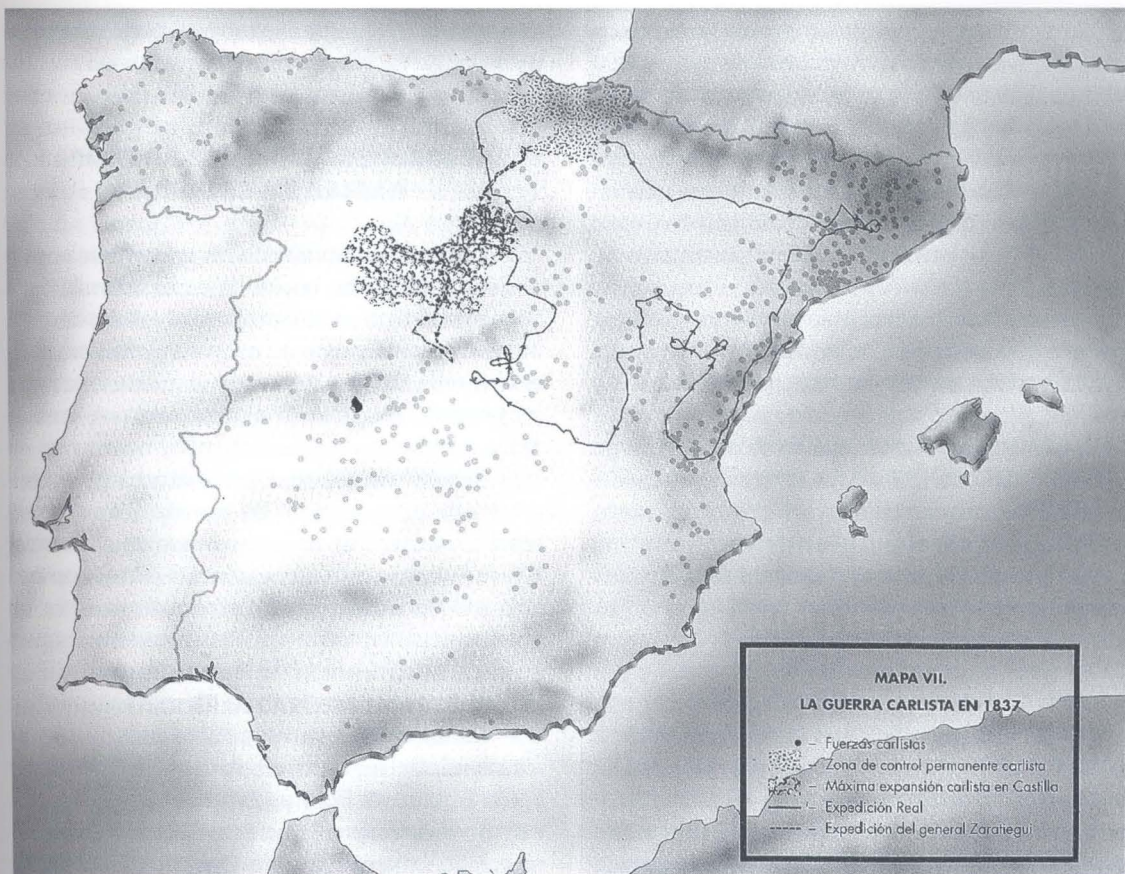 MAPA VII.
LA GUERRA CARLISTA EN 1837
• – Fuerzas carlistas
– Zona de control permanente carlista
– Máxima expansión carlista en Castilla
– Expedición Real
– Expedición del general Zaratiegui